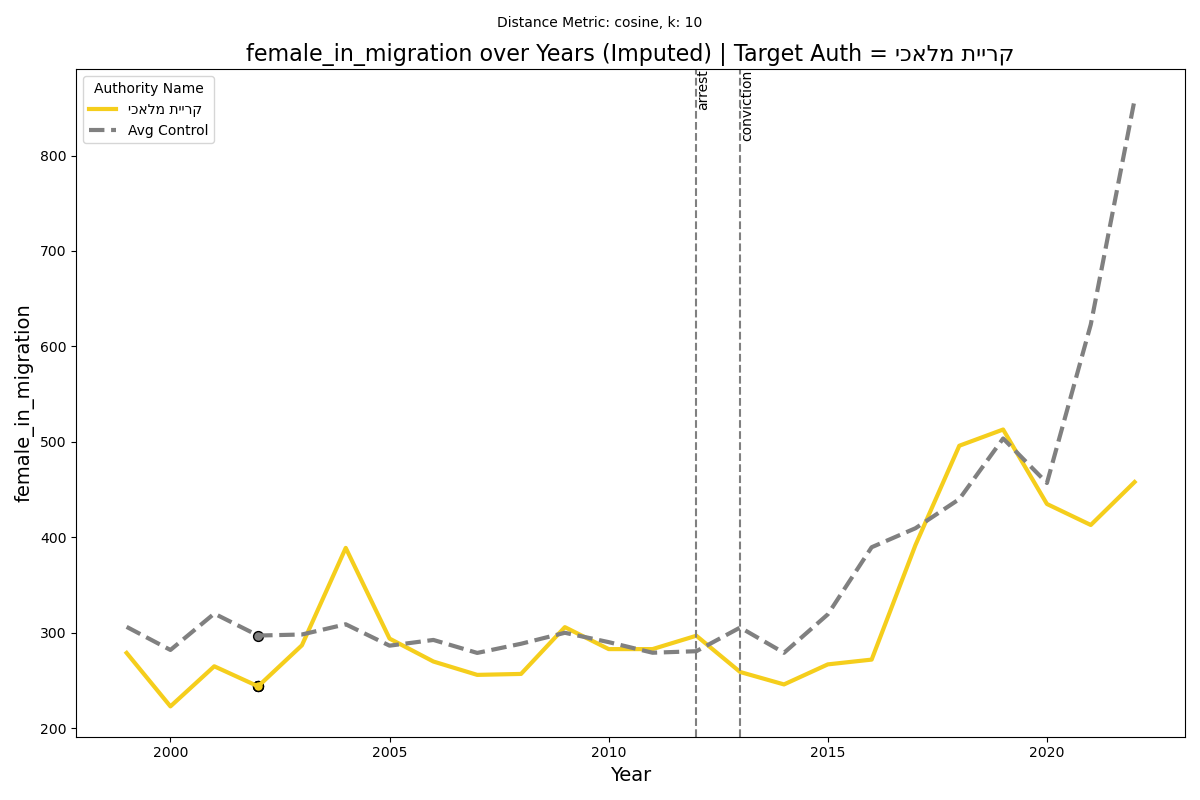 Distance Metric: cosine, k: 10
female_in_migration over Years (Imputed) | Target Auth = קריית מלאכי
Authority Name
קריית מלאכי
Avg Control
arrest
conviction
800
700
600
500
400
300
200
female_in_migration
2000 2005 2010 2015 2020
Year